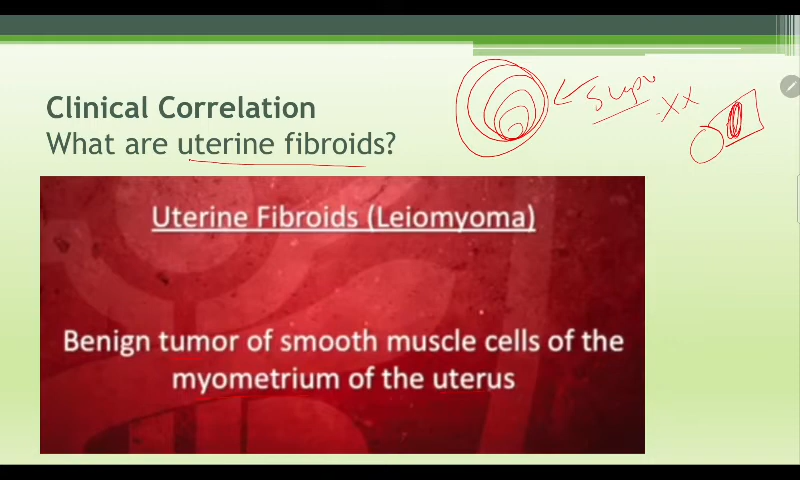 Clinical Correlation
What are uterine fibroids?
Uterine Fibroids (Leiomyoma)
Benign tumor of smooth muscle cells of the
myometrium of the uterus